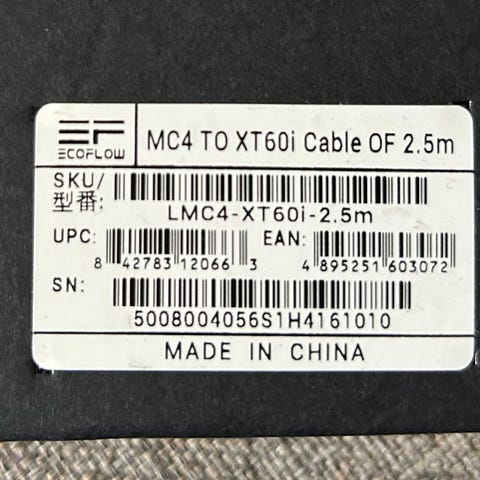 EF
ECOFLOW
MC4 TO XT60i Cable OF 2.5m
SKU/
型番:
LMC4-XT60i-2.5m
UPC:
8 42783 12066 3
EAN:
4 895251 603072
SN:
5008004056S1H4161010
MADE IN CHINA